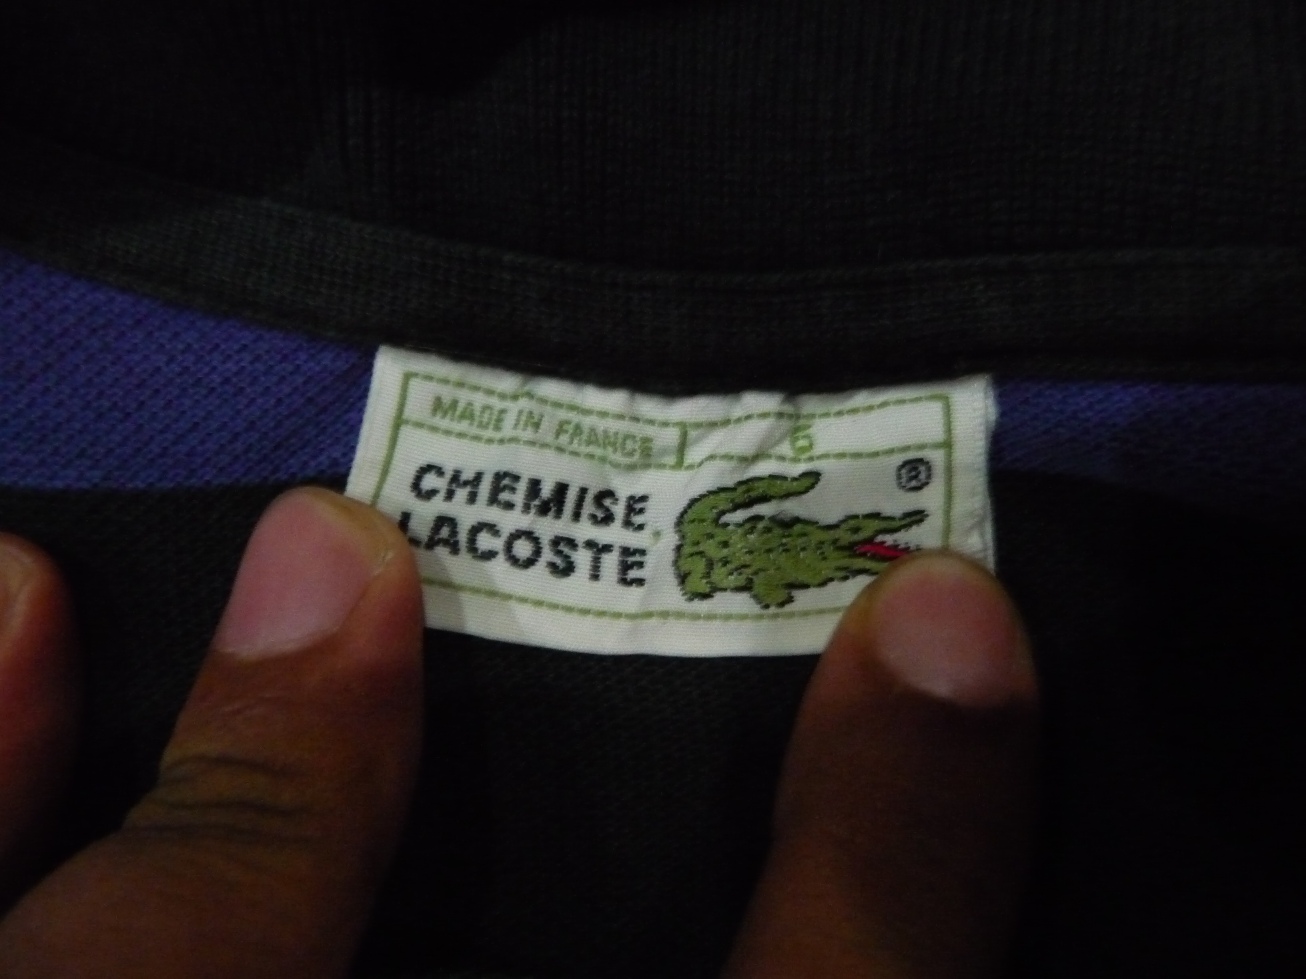 MADE IN FRANCE 6
CHEMISE
LACOSTE
®